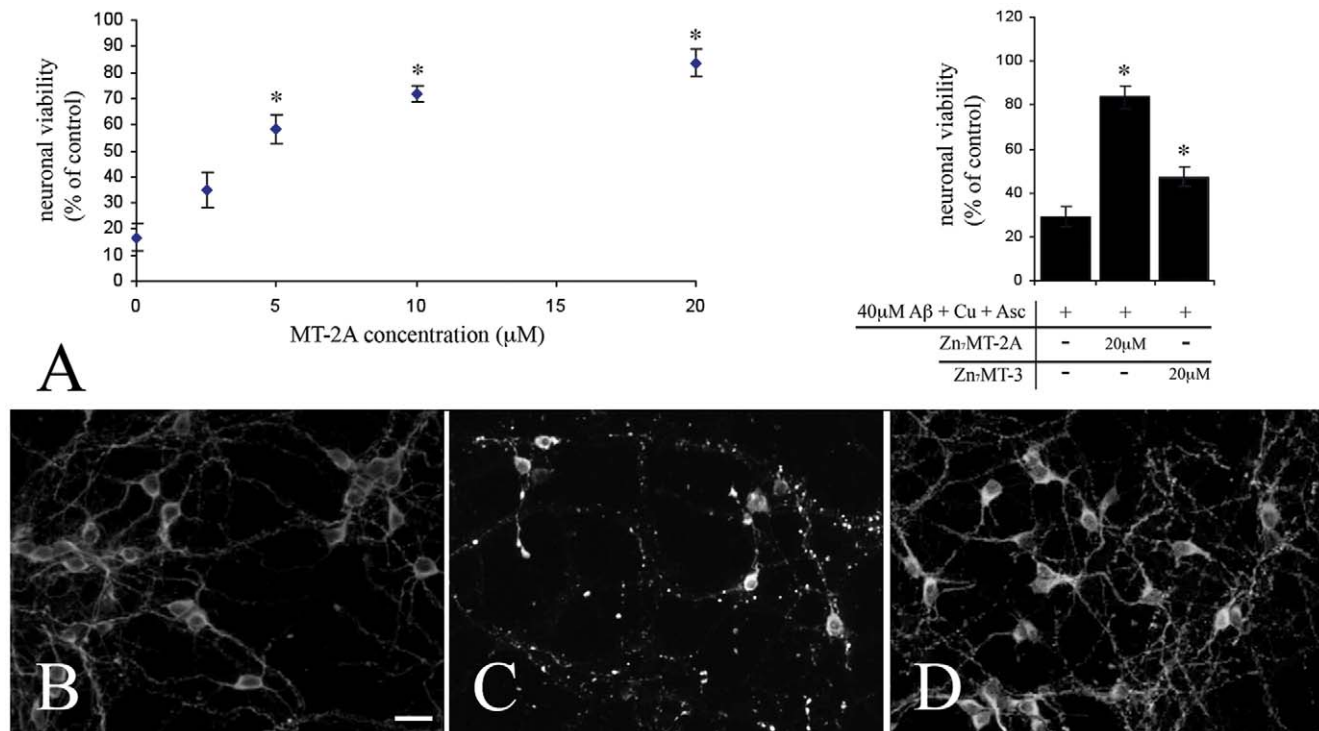 neuronal viability
(% of control)
100
90
80
70
60
50
40
30
20
10
0
*
*
*
0
5
10
15
20
MT-2A concentration (µM)
neuronal viability
(% of control)
120
100
80
60
40
20
0
*
*
40µM Aβ + Cu + Asc + + +
Zn₇MT-2A - 20µM -
Zn₇MT-3 - - 20µM
A
B
C
D